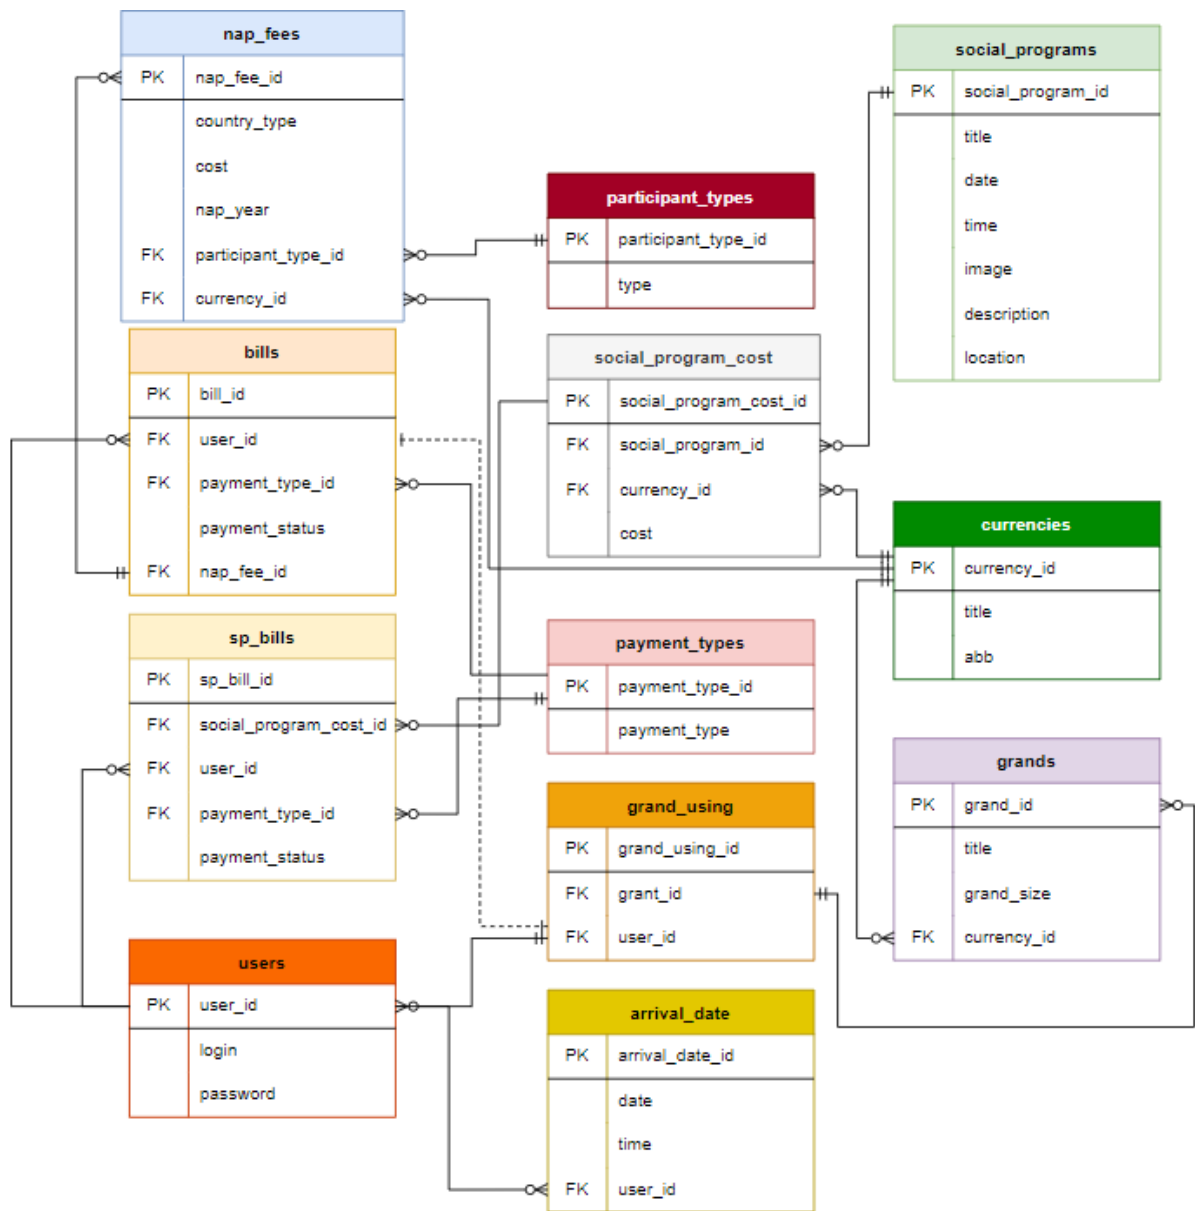 nap_fees
PK nap_fee_id
country_type
cost
nap_year
FK participant_type_id
FK currency_id
bills
PK bill_id
FK user_id
FK payment_type_id
payment_status
FK nap_fee_id
sp_bills
PK sp_bill_id
FK social_program_cost_id
FK user_id
FK payment_type_id
payment_status
users
PK user_id
login
password
participant_types
PK participant_type_id
type
social_program_cost
PK social_program_cost_id
FK social_program_id
FK currency_id
cost
payment_types
PK payment_type_id
payment_type
grand_using
PK grand_using_id
FK grant_id
FK user_id
arrival_date
PK arrival_date_id
date
time
FK user_id
social_programs
PK social_program_id
title
date
time
image
description
location
currencies
PK currency_id
title
abb
grands
PK grand_id
title
grand_size
FK currency_id